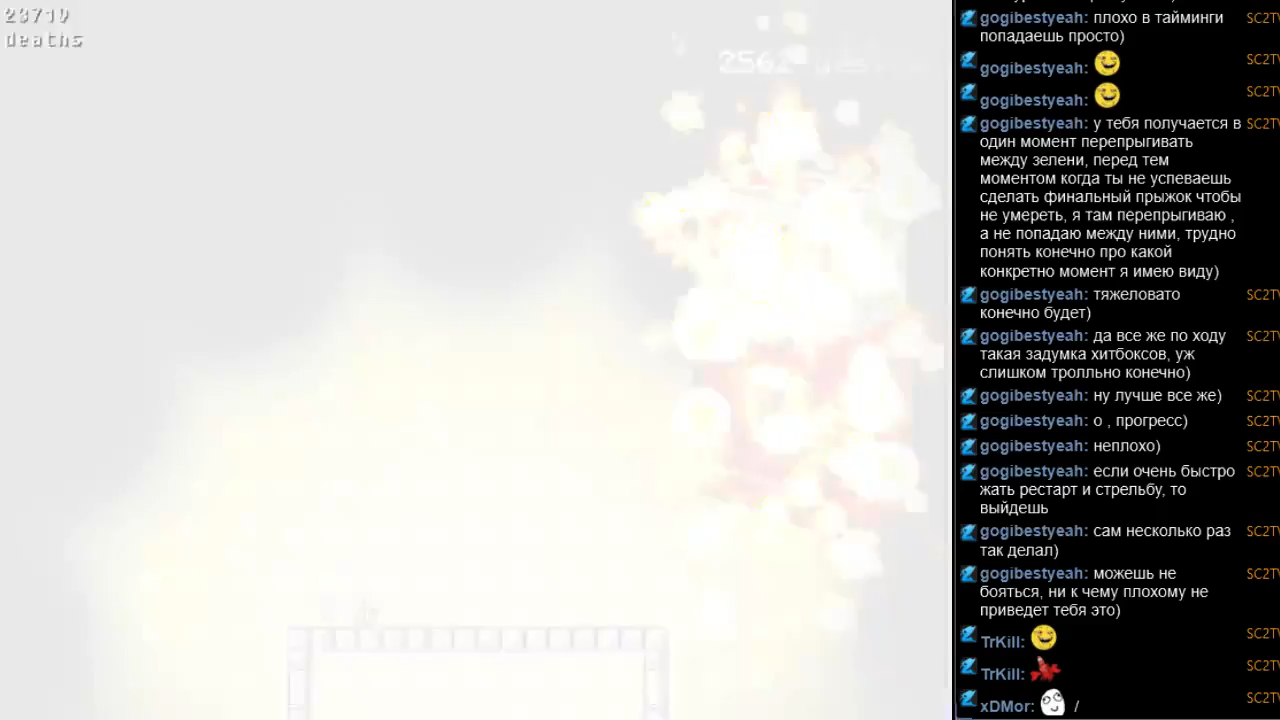 23719
deaths
2562
gogibestyeah: плохо в тайминги SC2TV
попадаешь просто)
gogibestyeah: SC2TV
gogibestyeah: SC2TV
gogibestyeah: у тебя получается в SC2TV
один момент перепрыгивать
между зелени, перед тем
моментом когда ты не успеваешь
сделать финальный прыжок чтобы
не умереть, я там перепрыгиваю ,
а не попадаю между ними, трудно
понять конечно про какой
конкретно момент я имею виду)
gogibestyeah: тяжеловато SC2TV
конечно будет)
gogibestyeah: да все же по ходу SC2TV
такая задумка хитбоксов, уж
слишком тролльно конечно)
gogibestyeah: ну лучше все же) SC2TV
gogibestyeah: о , прогресс) SC2TV
gogibestyeah: неплохо) SC2TV
gogibestyeah: если очень быстро SC2TV
жать рестарт и стрельбу, то
выйдешь
gogibestyeah: сам несколько раз SC2TV
так делал)
gogibestyeah: можешь не SC2TV
бояться, ни к чему плохому не
приведет тебя это)
TrKill: SC2TV
TrKill: SC2TV
xDMor: / SC2TV